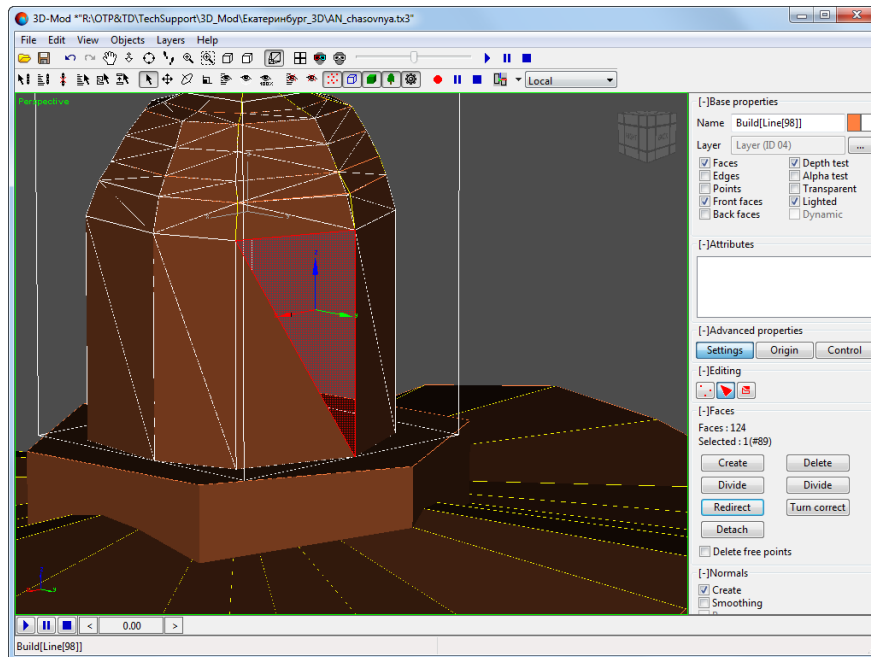 3D-Mod *"R:\OTP&TD\TechSupport\3D_Mod\Екатеринбург_3D\AN_chasovnya.tx3"
File Edit View Objects Layers Help
Local
Perspective
[-]Base properties
Name Build[Line[98]]
Layer Layer (ID 04) ...
Faces Depth test
Edges Alpha test
Points Transparent
Front faces Lighted
Back faces Dynamic
[-]Attributes
[-]Advanced properties
Settings Origin Control
[-]Editing
[-]Faces
Faces : 124
Selected : 1(#89)
Create Delete
Divide Divide
Redirect Turn correct
Detach
Delete free points
[-]Normals
Create
Smoothing
< 0.00 >
Build[Line[98]]